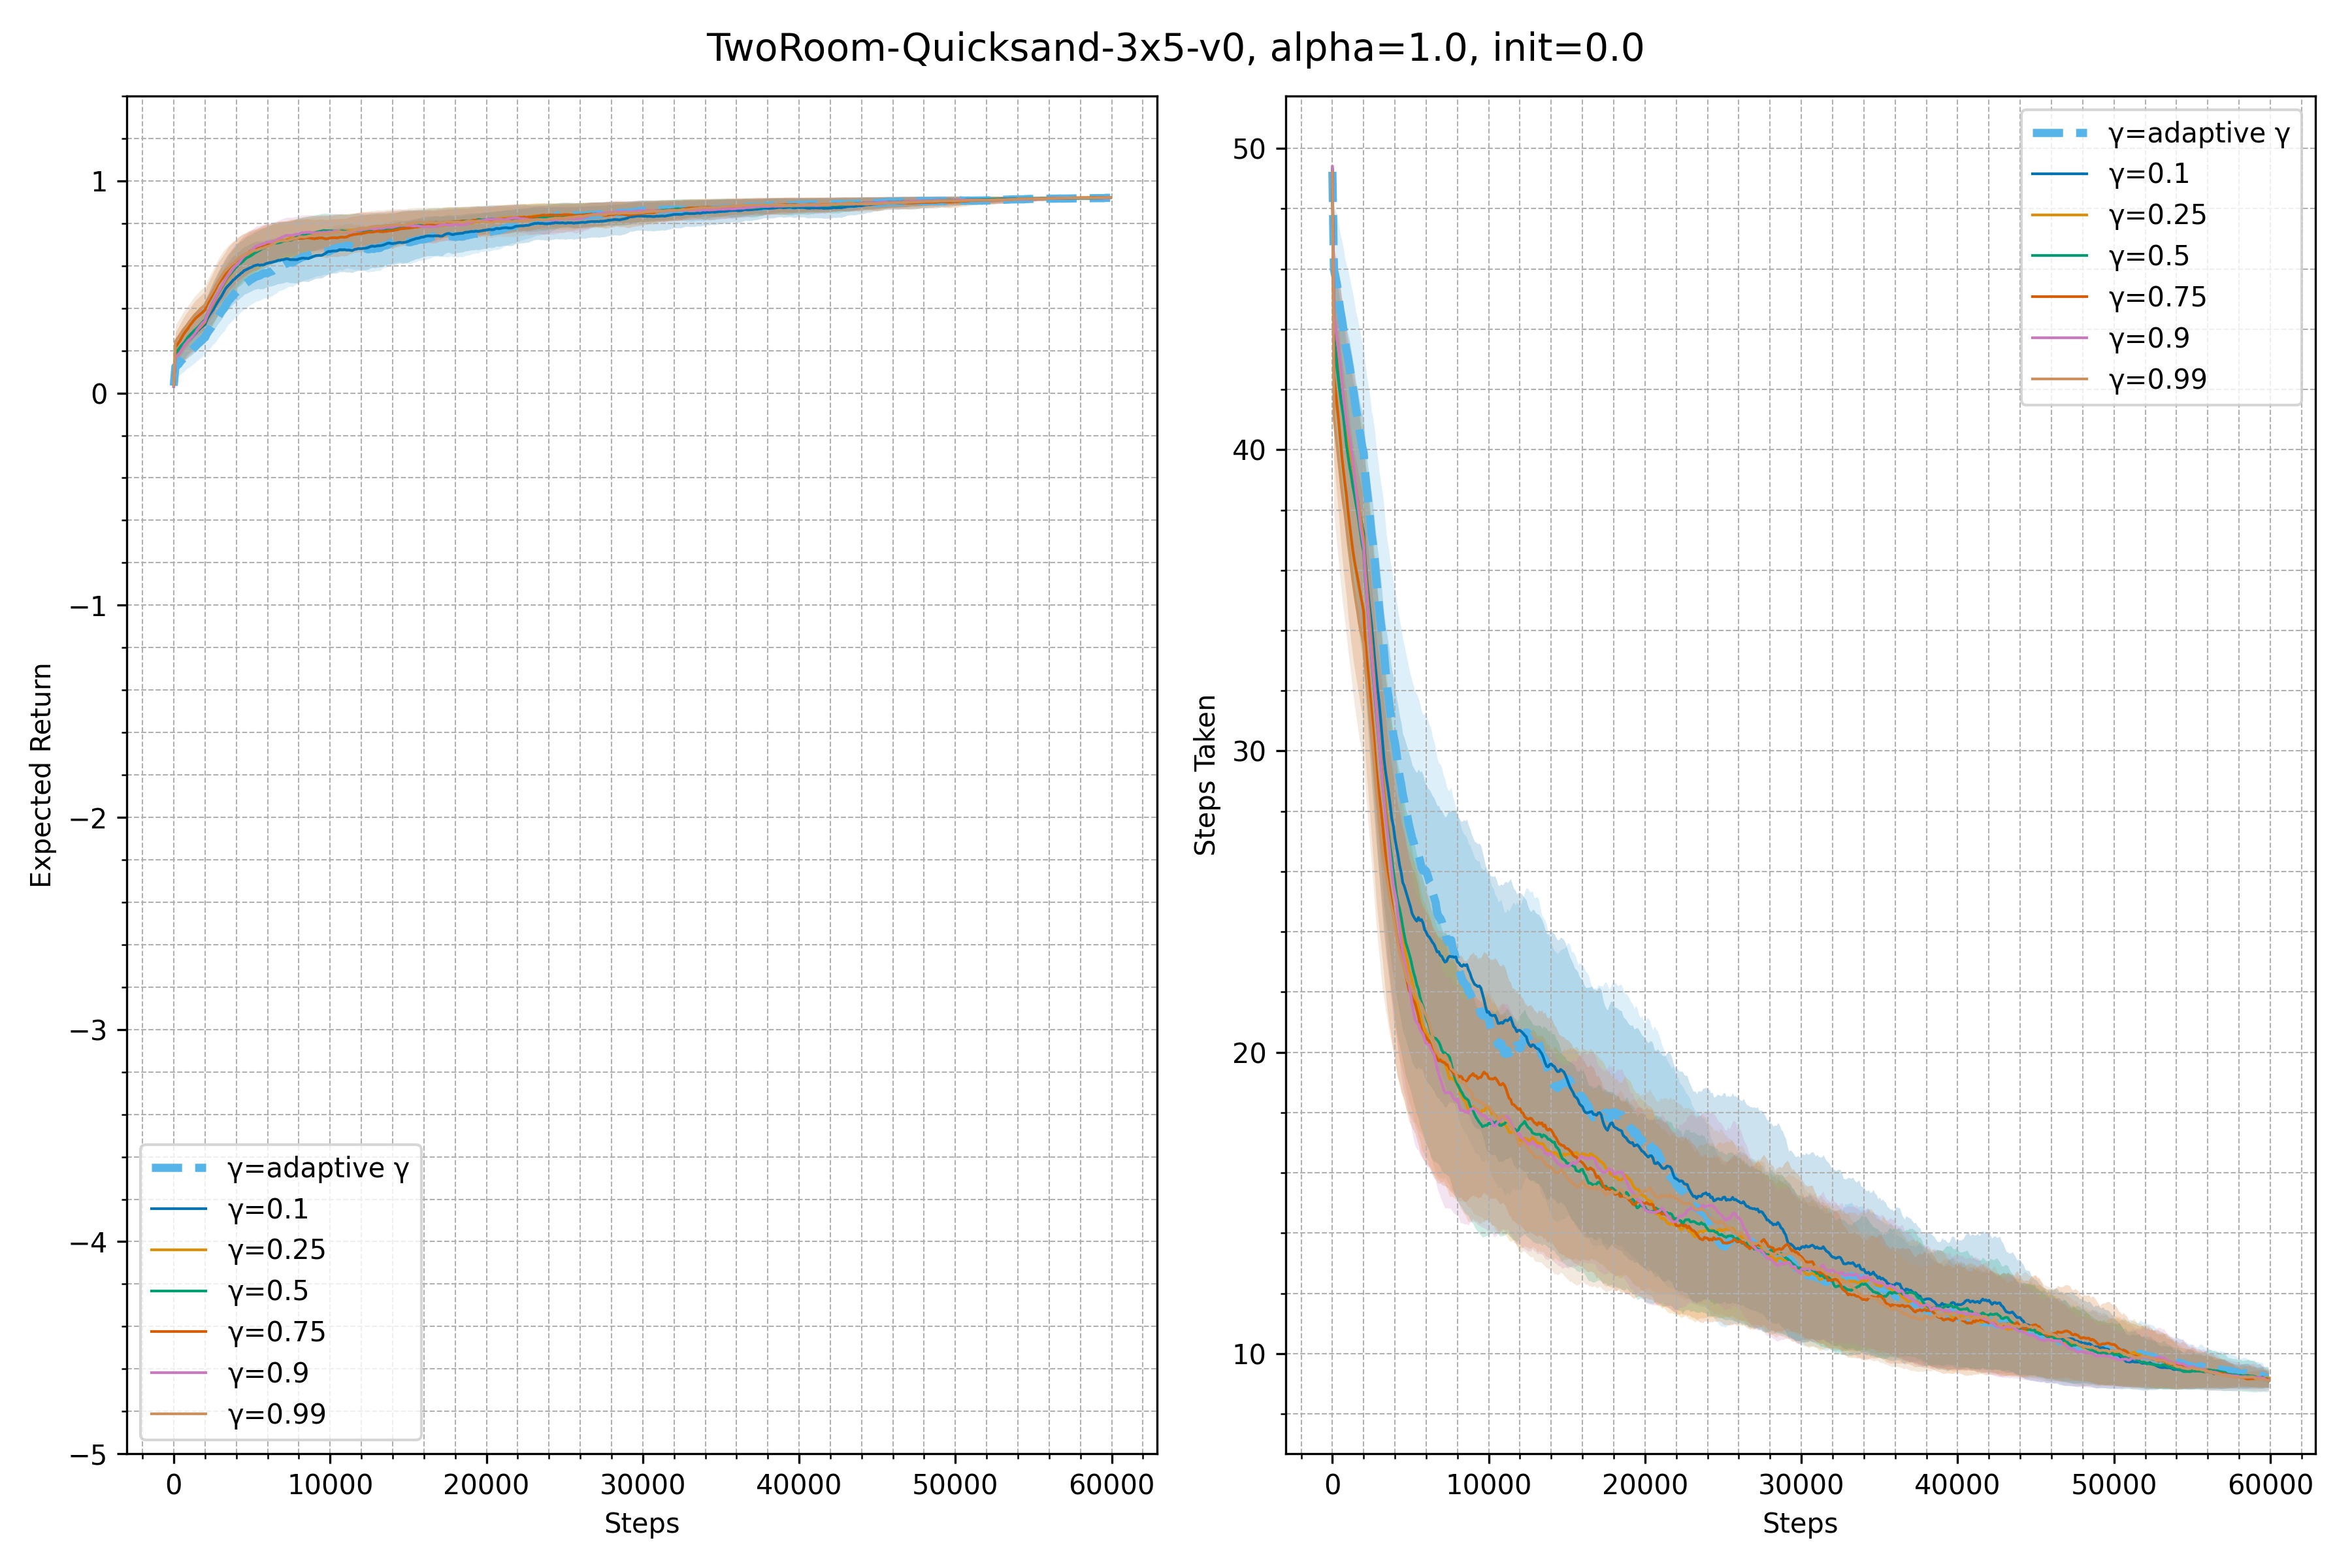 TwoRoom-Quicksand-3x5-v0, alpha=1.0, init=0.0
Expected Return
1
0
−1
−2
−3
−4
−5
γ=adaptive γ
γ=0.1
γ=0.25
γ=0.5
γ=0.75
γ=0.9
γ=0.99
0 10000 20000 30000 40000 50000 60000
Steps
Steps Taken
50
40
30
20
10
γ=adaptive γ
γ=0.1
γ=0.25
γ=0.5
γ=0.75
γ=0.9
γ=0.99
0 10000 20000 30000 40000 50000 60000
Steps